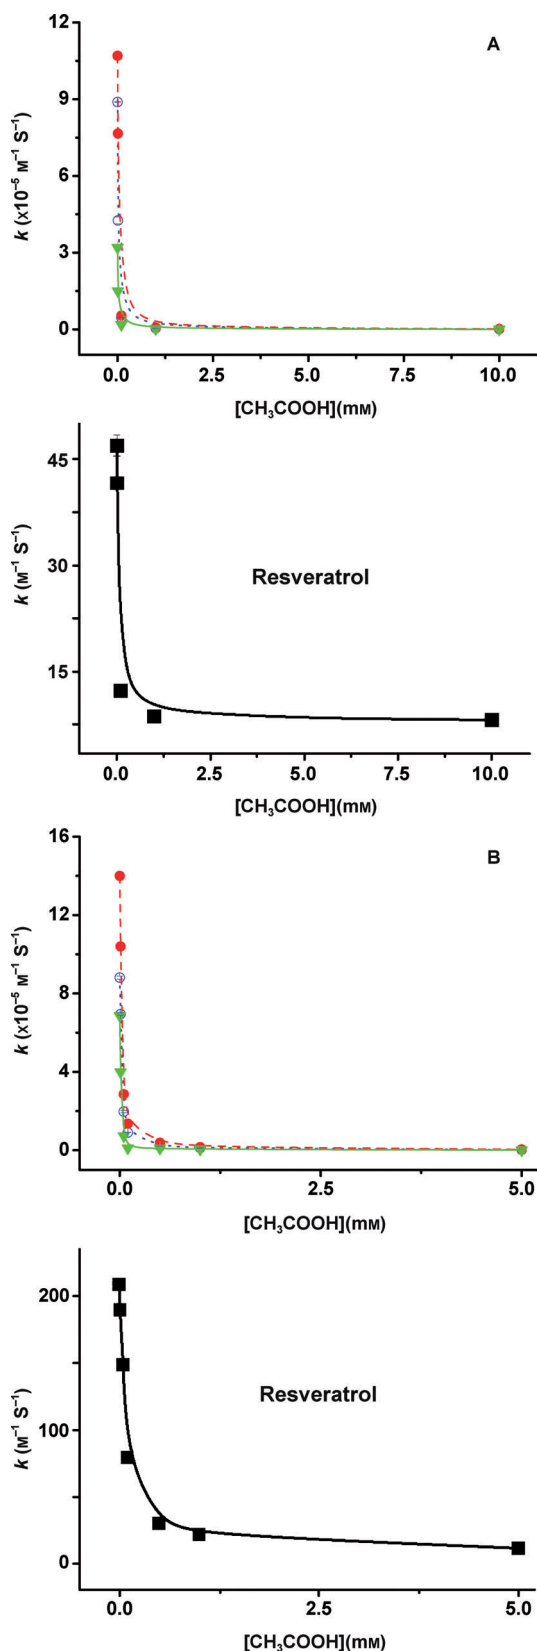 A
12
9
6
3
0
k (x10⁻⁵ M⁻¹ S⁻¹)
0.0 2.5 5.0 7.5 10.0
[CH₃COOH](mM)
45
30
15
k (M⁻¹ S⁻¹)
Resveratrol
0.0 2.5 5.0 7.5 10.0
[CH₃COOH](mM)
B
16
12
8
4
0
k (x10⁻⁵ M⁻¹ S⁻¹)
0.0 2.5 5.0
[CH₃COOH](mM)
200
100
0
k (M⁻¹ S⁻¹)
Resveratrol
0.0 2.5 5.0
[CH₃COOH](mM)